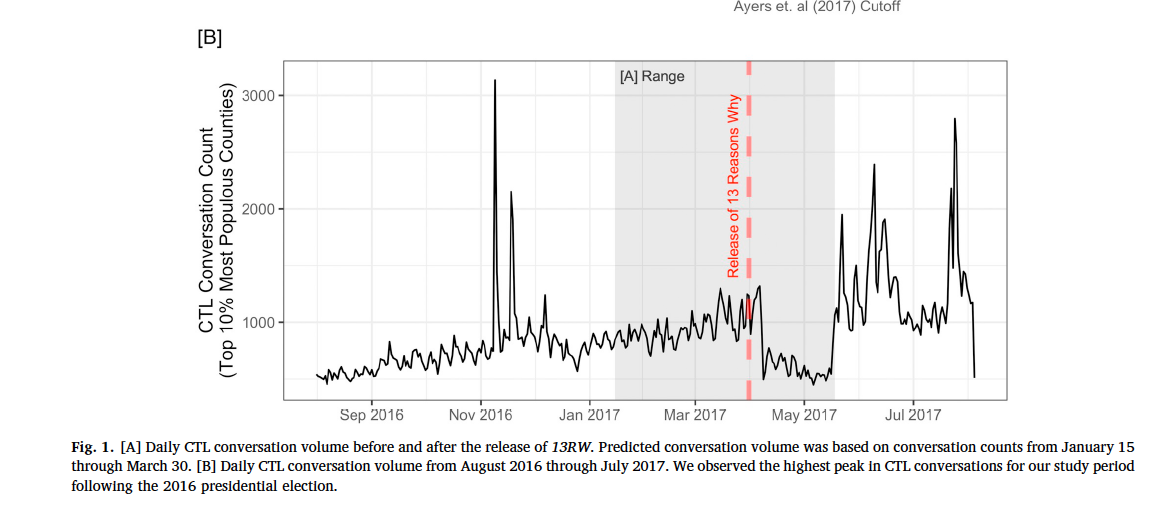 Ayers et. al (2017) Cutoff
[B]
[A] Range
3000
2000
1000
CTL Conversation Count
(Top 10% Most Populous Counties)
Release of 13 Reasons Why
Sep 2016 Nov 2016 Jan 2017 Mar 2017 May 2017 Jul 2017
Fig. 1. [A] Daily CTL conversation volume before and after the release of 13RW. Predicted conversation volume was based on conversation counts from January 15
through March 30. [B] Daily CTL conversation volume from August 2016 through July 2017. We observed the highest peak in CTL conversations for our study period
following the 2016 presidential election.